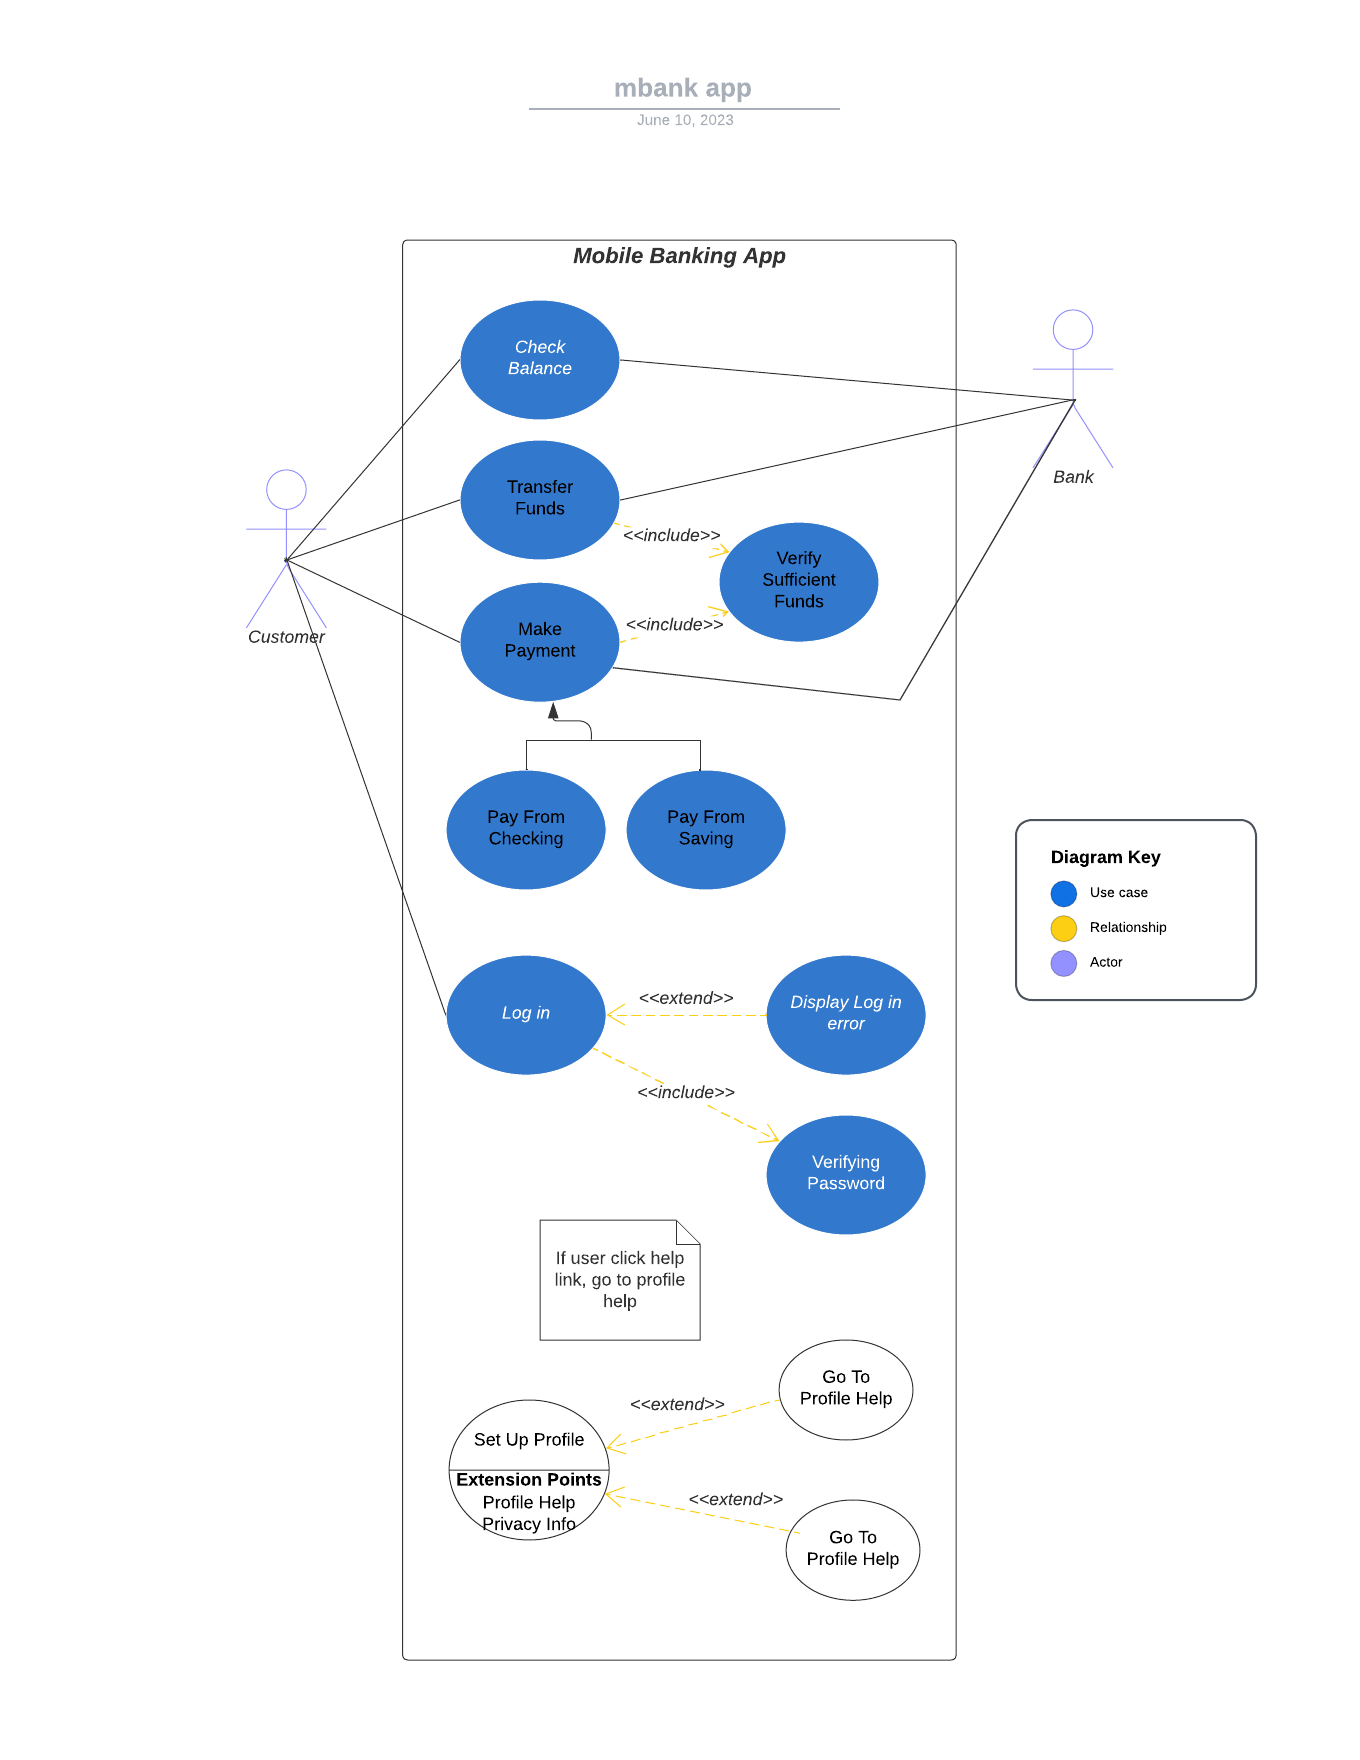 mbank app
June 10, 2023
Mobile Banking App
Check
Balance
Transfer
Funds
<<include>>
Verify
Sufficient
Funds
Make
Payment
<<include>>
Bank
Customer
Pay From
Checking
Pay From
Saving
Diagram Key
Use case
Relationship
Actor
Log in
<<extend>>
Display Log in
error
<<include>>
Verifying
Password
If user click help
link, go to profile
help
Go To
Profile Help
<<extend>>
Set Up Profile
Extension Points
Profile Help
Privacy Info
<<extend>>
Go To
Profile Help